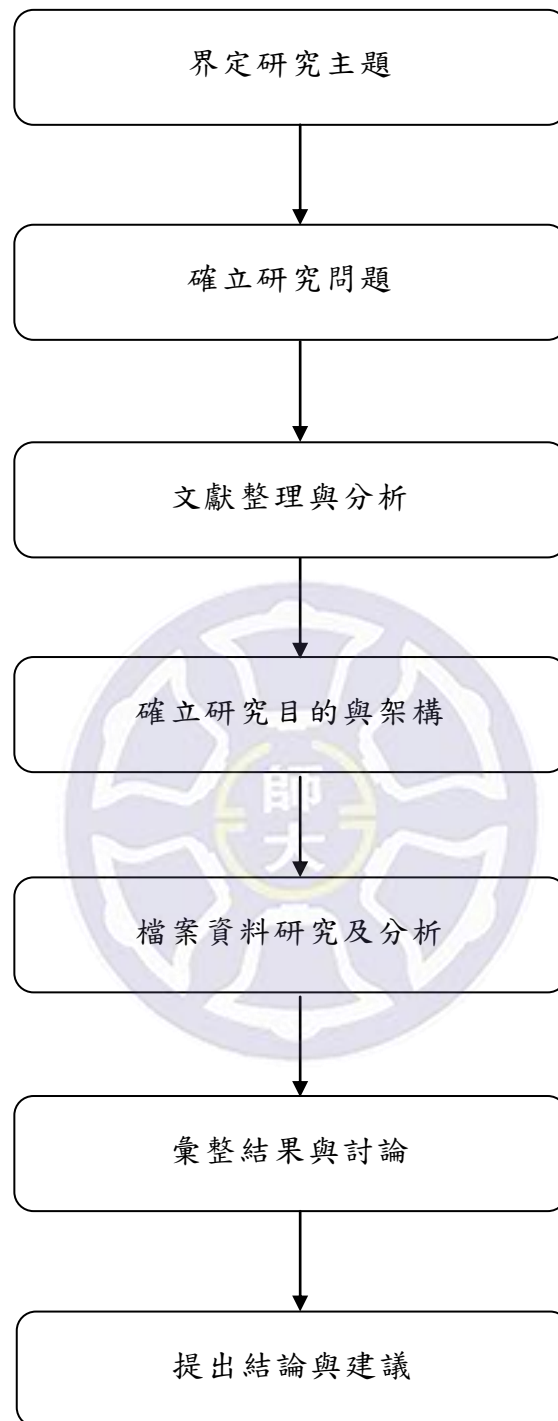 界定研究主題
確立研究問題
文獻整理與分析
確立研究目的與架構
師
大
檔案資料研究及分析
彙整結果與討論
提出結論與建議